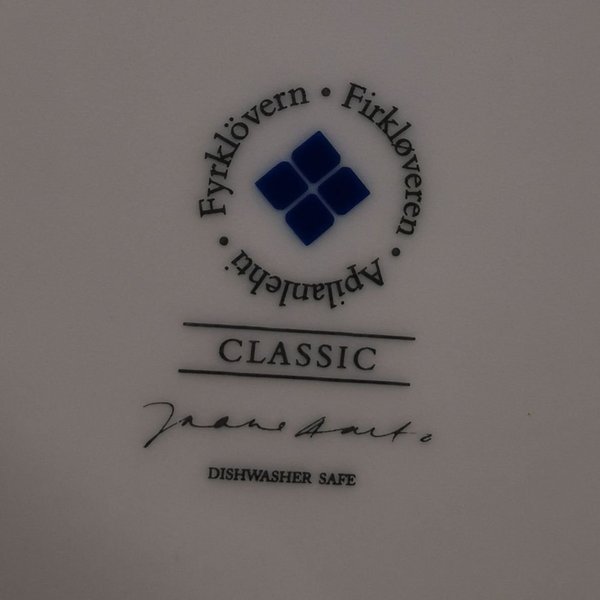 Fyrklövern • Firkløveren • Apilanlehti •
CLASSIC
DISHWASHER SAFE